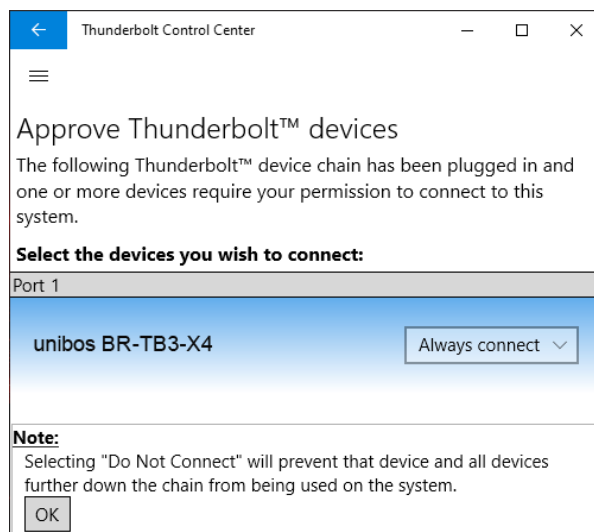 Thunderbolt Control Center
Approve Thunderbolt™ devices
The following Thunderbolt™ device chain has been plugged in and
one or more devices require your permission to connect to this
system.
Select the devices you wish to connect:
Port 1
unibos BR-TB3-X4
Always connect
Note:
Selecting "Do Not Connect" will prevent that device and all devices
further down the chain from being used on the system.
OK